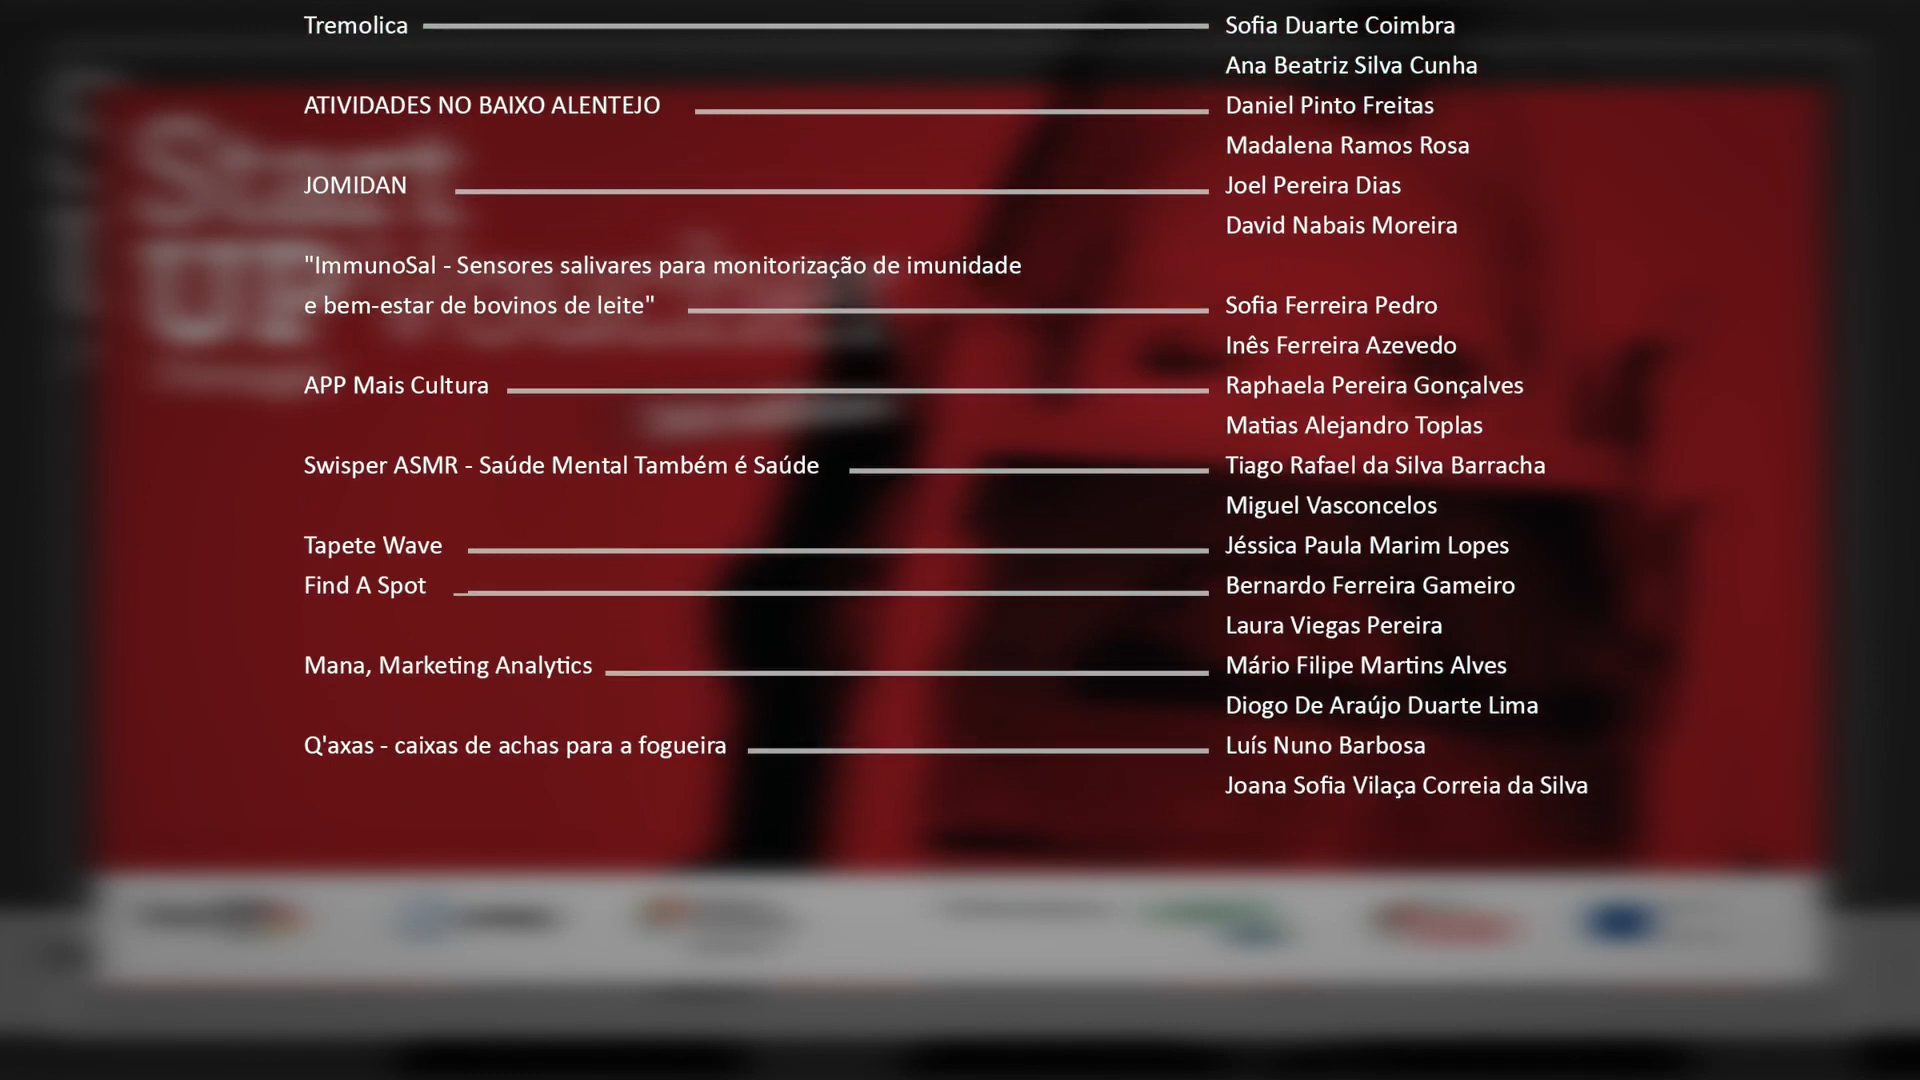 Tremolica Sofia Duarte Coimbra
Ana Beatriz Silva Cunha
ATIVIDADES NO BAIXO ALENTEJO Daniel Pinto Freitas
Madalena Ramos Rosa
JOMIDAN Joel Pereira Dias
David Nabais Moreira
"ImmunoSal - Sensores salivares para monitorização de imunidade
e bem-estar de bovinos de leite" Sofia Ferreira Pedro
Inês Ferreira Azevedo
APP Mais Cultura Raphaela Pereira Gonçalves
Matias Alejandro Toplas
Swisper ASMR - Saúde Mental Também é Saúde Tiago Rafael da Silva Barracha
Miguel Vasconcelos
Tapete Wave Jéssica Paula Marim Lopes
Find A Spot Bernardo Ferreira Gameiro
Laura Viegas Pereira
Mana, Marketing Analytics Mário Filipe Martins Alves
Diogo De Araújo Duarte Lima
Q'axas - caixas de achas para a fogueira Luís Nuno Barbosa
Joana Sofia Vilaça Correia da Silva
Start
UP Voucher